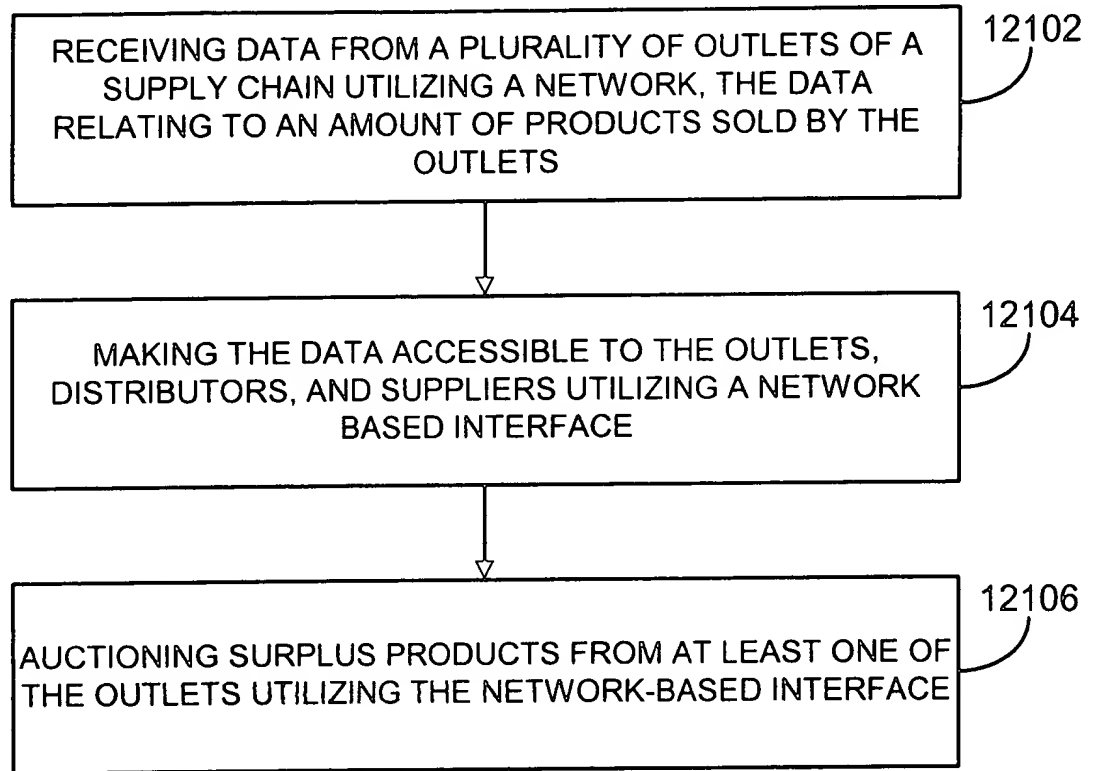 RECEIVING DATA FROM A PLURALITY OF OUTLETS OF A
SUPPLY CHAIN UTILIZING A NETWORK, THE DATA
RELATING TO AN AMOUNT OF PRODUCTS SOLD BY THE
OUTLETS
12102
MAKING THE DATA ACCESSIBLE TO THE OUTLETS,
DISTRIBUTORS, AND SUPPLIERS UTILIZING A NETWORK
BASED INTERFACE
12104
AUCTIONING SURPLUS PRODUCTS FROM AT LEAST ONE OF
THE OUTLETS UTILIZING THE NETWORK-BASED INTERFACE
12106